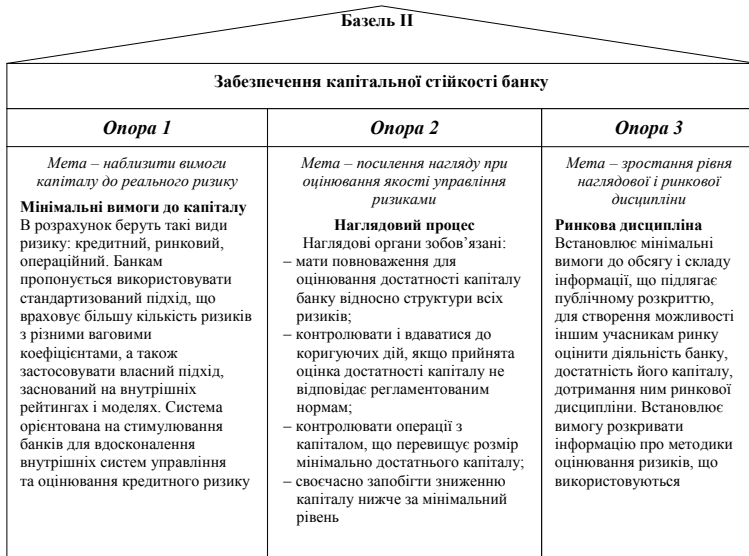 Базель II
Забезпечення капітальної стійкості банку
Опора 1
Мета – наблизити вимоги
капіталу до реального ризику
Мінімальні вимоги до капіталу
В розрахунок беруть такі види
ризику: кредитний, ринковий,
операційний. Банкам
пропонується використовувати
стандартизований підхід, що
враховує більшу кількість ризиків
з різними ваговими
коефіцієнтами, а також
застосовувати власний підхід,
заснований на внутрішніх
рейтингах і моделях. Система
орієнтована на стимулювання
банків для вдосконалення
внутрішніх систем управління
та оцінювання кредитного ризику
Опора 2
Мета – посилення нагляду при
оцінювання якості управління
ризиками
Наглядовий процес
Наглядові органи зобов’язані:
– мати повноваження для
оцінювання достатності капіталу
банку відносно структури всіх
ризиків;
– контролювати і вдаватися до
коригуючих дій, якщо прийнята
оцінка достатності капіталу не
відповідає регламентованим
нормам;
– контролювати операції з
капіталом, що перевищує розмір
мінімально достатнього капіталу;
– своєчасно запобігти зниженню
капіталу нижче за мінімальний
рівень
Опора 3
Мета – зростання рівня
наглядової і ринкової
дисципліни
Ринкова дисципліна
Встановлює мінімальні
вимоги до обсягу і складу
інформації, що підлягає
публічному розкриттю,
для створення можливості
іншим учасникам ринку
оцінити діяльність банку,
достатність його капіталу,
дотримання ним ринкової
дисципліни. Встановлює
вимогу розкривати
інформацію про методики
оцінювання ризиків, що
використовуються